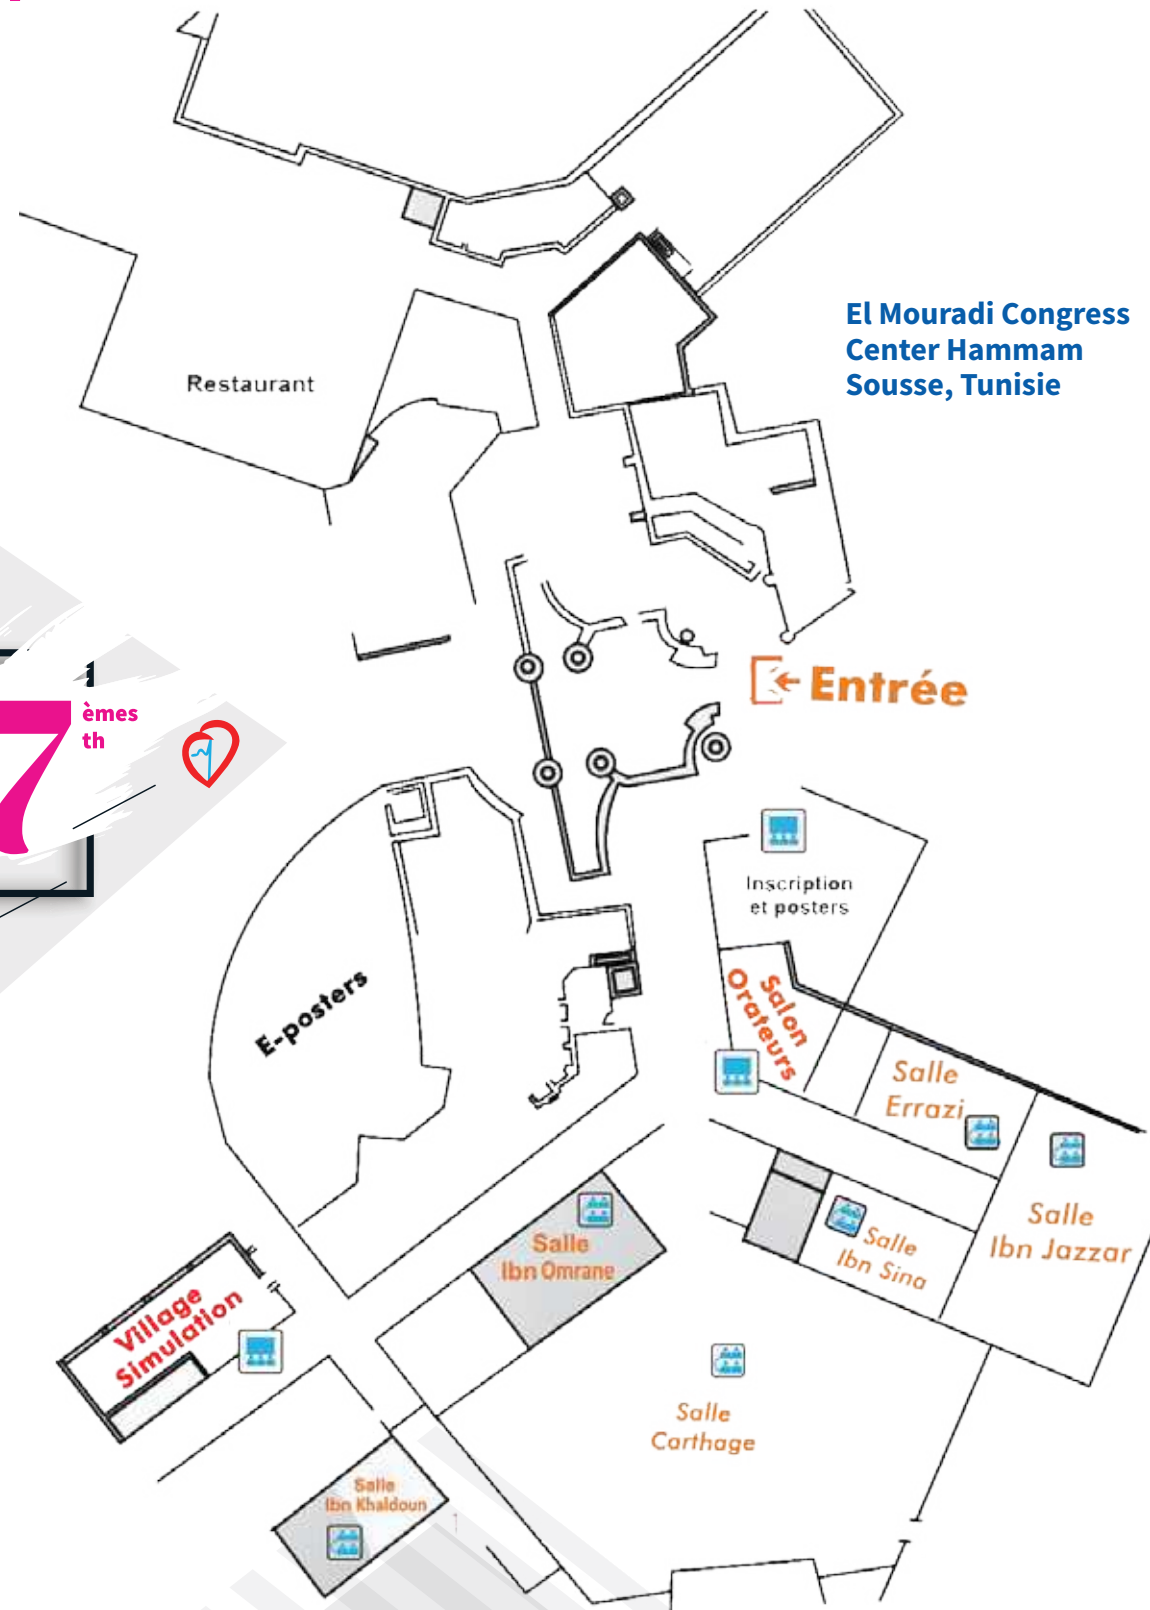 El Mouradi Congress
Center Hammam
Sousse, Tunisie
Restaurant
Entrée
7
èmes
th
Inscription
et posters
E-posters
Salon
Orateurs
Salle
Errazi
Salle
Ibn Jazzar
Salle
Ibn Sina
Salle
Ibn Omrane
Village
Simulation
Salle
Carthage
Salle
Ibn Khaldoun